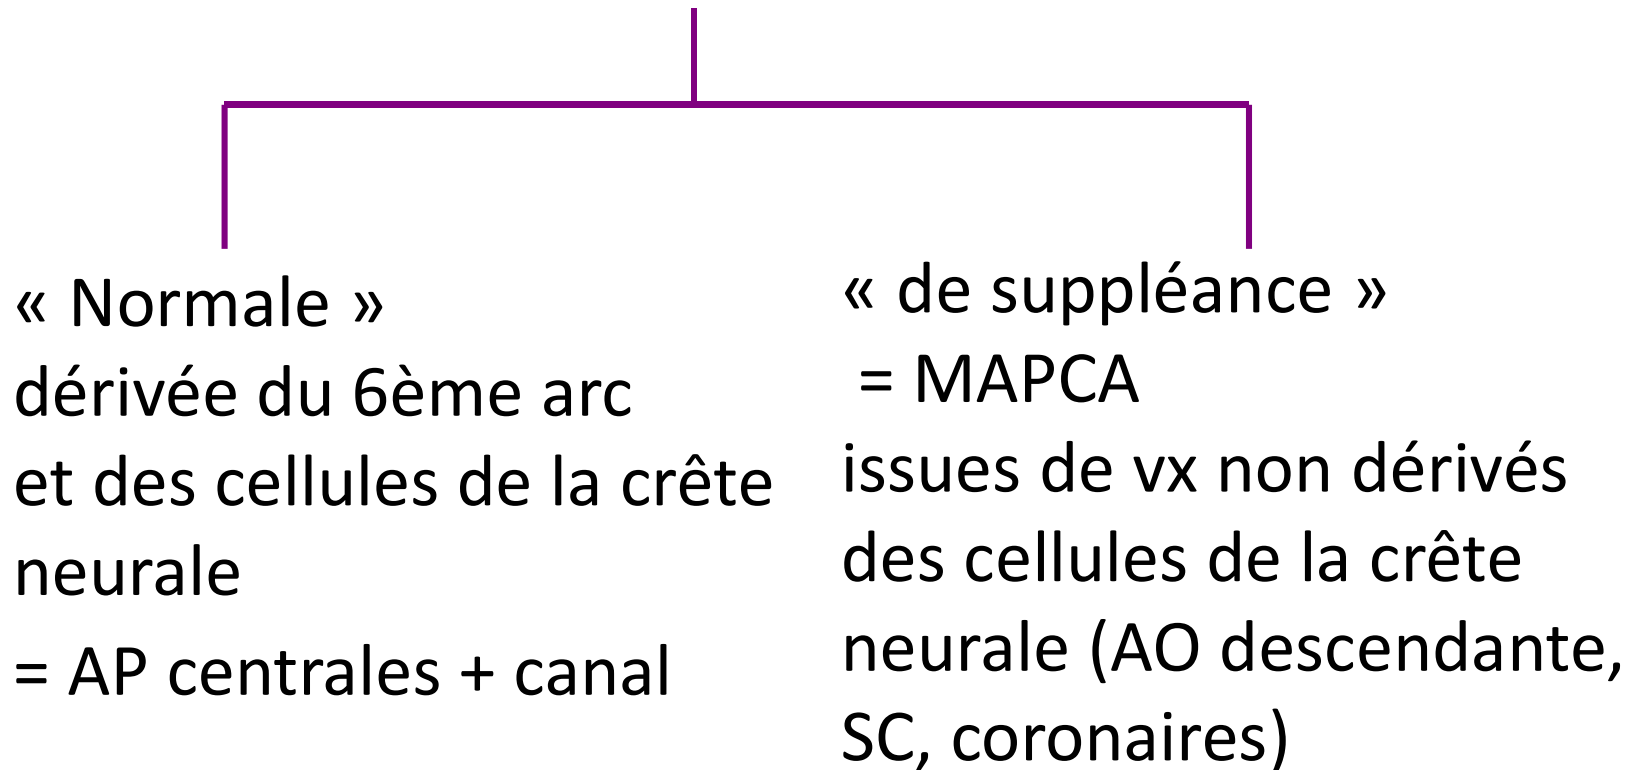 « Normale »
dérivée du 6ème arc
et des cellules de la crête
neurale
= AP centrales + canal
« de suppléance »
= MAPCA
issues de vx non dérivés
des cellules de la crête
neurale (AO descendante,
SC, coronaires)